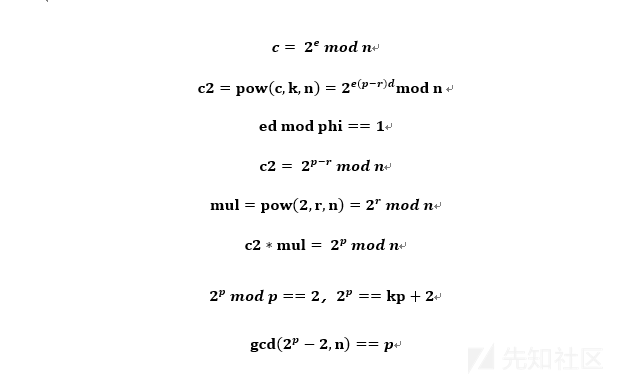 c = 2^e mod n↵
c2 = pow(c, k, n) = 2^{e(p−r)d} mod n↵
ed mod phi == 1↵
c2 = 2^{p−r} mod n↵
mul = pow(2, r, n) = 2^r mod n↵
c2 * mul = 2^p mod n↵
2^p mod p == 2, 2^p == kp + 2↵
gcd(2^p − 2, n) == p↵
先知社区